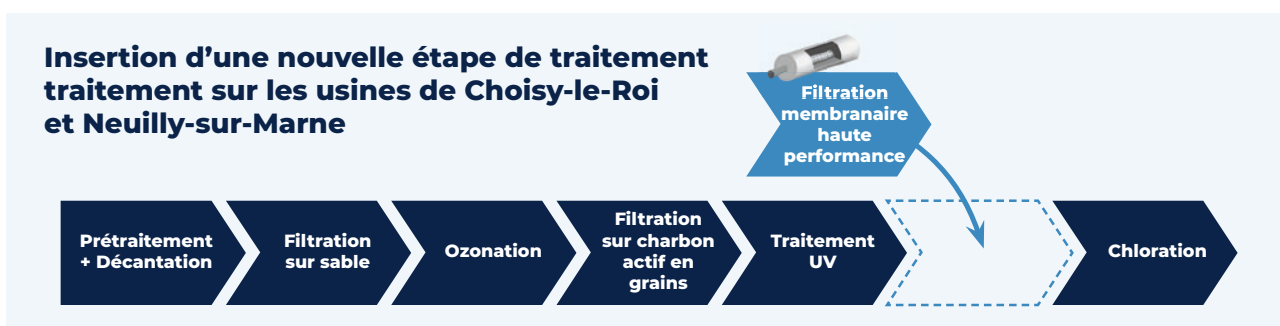 Insertion d’une nouvelle étape de traitement
traitement sur les usines de Choisy-le-Roi
et Neuilly-sur-Marne
Filtration
membranaire
haute
performance
Prétraitement
+ Décantation
Filtration
sur sable
Ozonation
Filtration
sur charbon
actif en
grains
Traitement
UV
Chloration